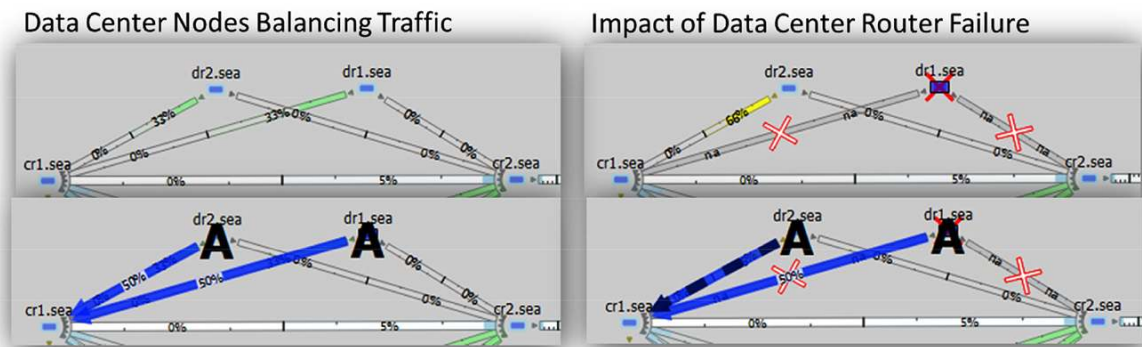 Data Center Nodes Balancing Traffic
Impact of Data Center Router Failure
dr2.sea
dr1.sea
33%
33%
0%
0%
0%
0%
0%
0%
cr1.sea
cr2.sea
0%
5%
dr2.sea
dr1.sea
66%
na
0%
na
0%
na
0%
na
cr1.sea
cr2.sea
0%
5%
dr2.sea
dr1.sea
A
A
50%
50%
0%
0%
0%
0%
cr1.sea
cr2.sea
0%
5%
dr2.sea
dr1.sea
A
A
50%
0%
na
0%
na
cr1.sea
cr2.sea
0%
5%